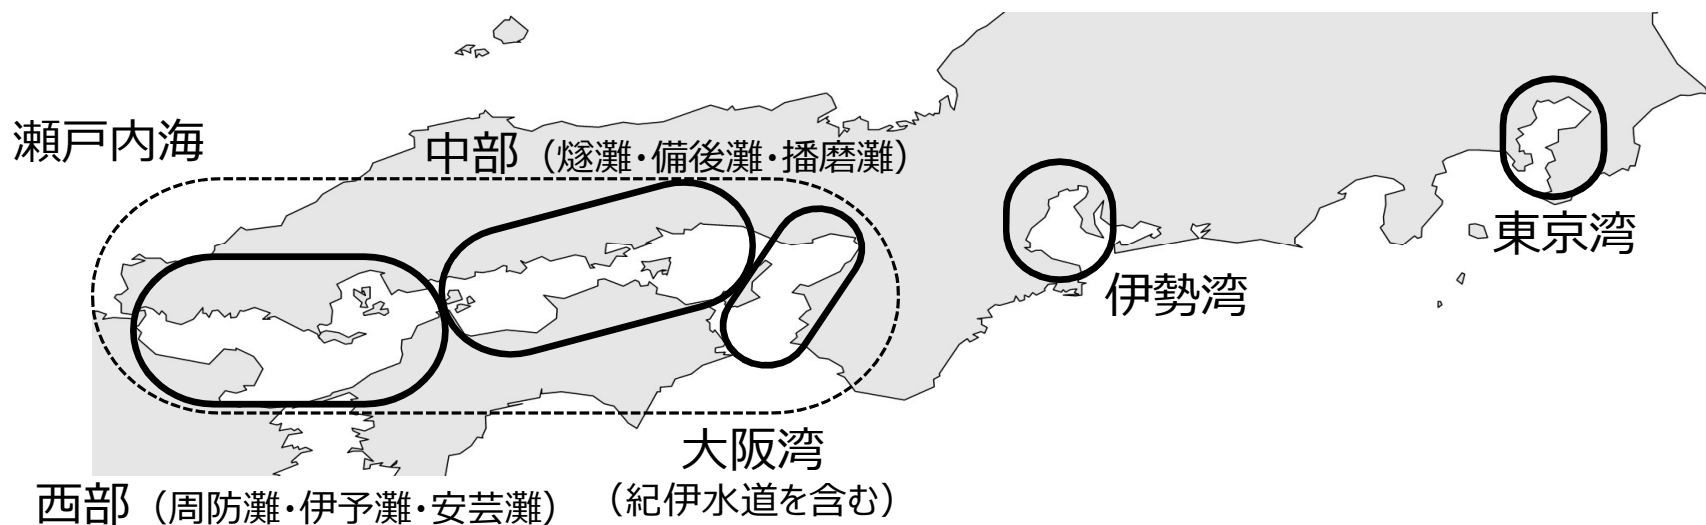 瀬戸内海
中部（燧灘・備後灘・播磨灘）
東京湾
伊勢湾
大阪湾
（紀伊水道を含む）
西部（周防灘・伊予灘・安芸灘）